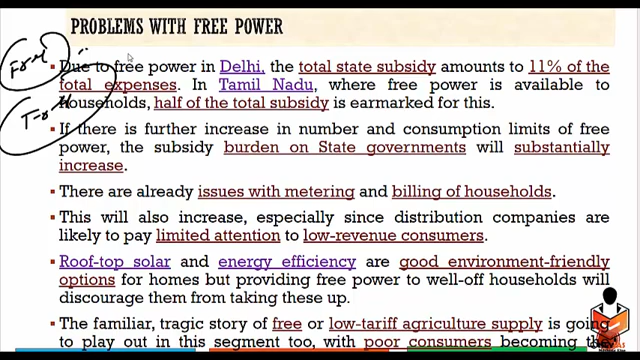 PROBLEMS WITH FREE POWER
Free
▪ Due to free power in Delhi, the total state subsidy amounts to 11% of the
total expenses. In Tamil Nadu, where free power is available to
households, half of the total subsidy is earmarked for this.
▪ If there is further increase in number and consumption limits of free
power, the subsidy burden on State governments will substantially
increase.
▪ There are already issues with metering and billing of households.
▪ This will also increase, especially since distribution companies are
likely to pay limited attention to low-revenue consumers.
▪ Roof-top solar and energy efficiency are good environment-friendly
options for homes but providing free power to well-off households will
discourage them from taking these up.
▪ The familiar, tragic story of free or low-tariff agriculture supply is going
to play out in this segment too, with poor consumers becoming the